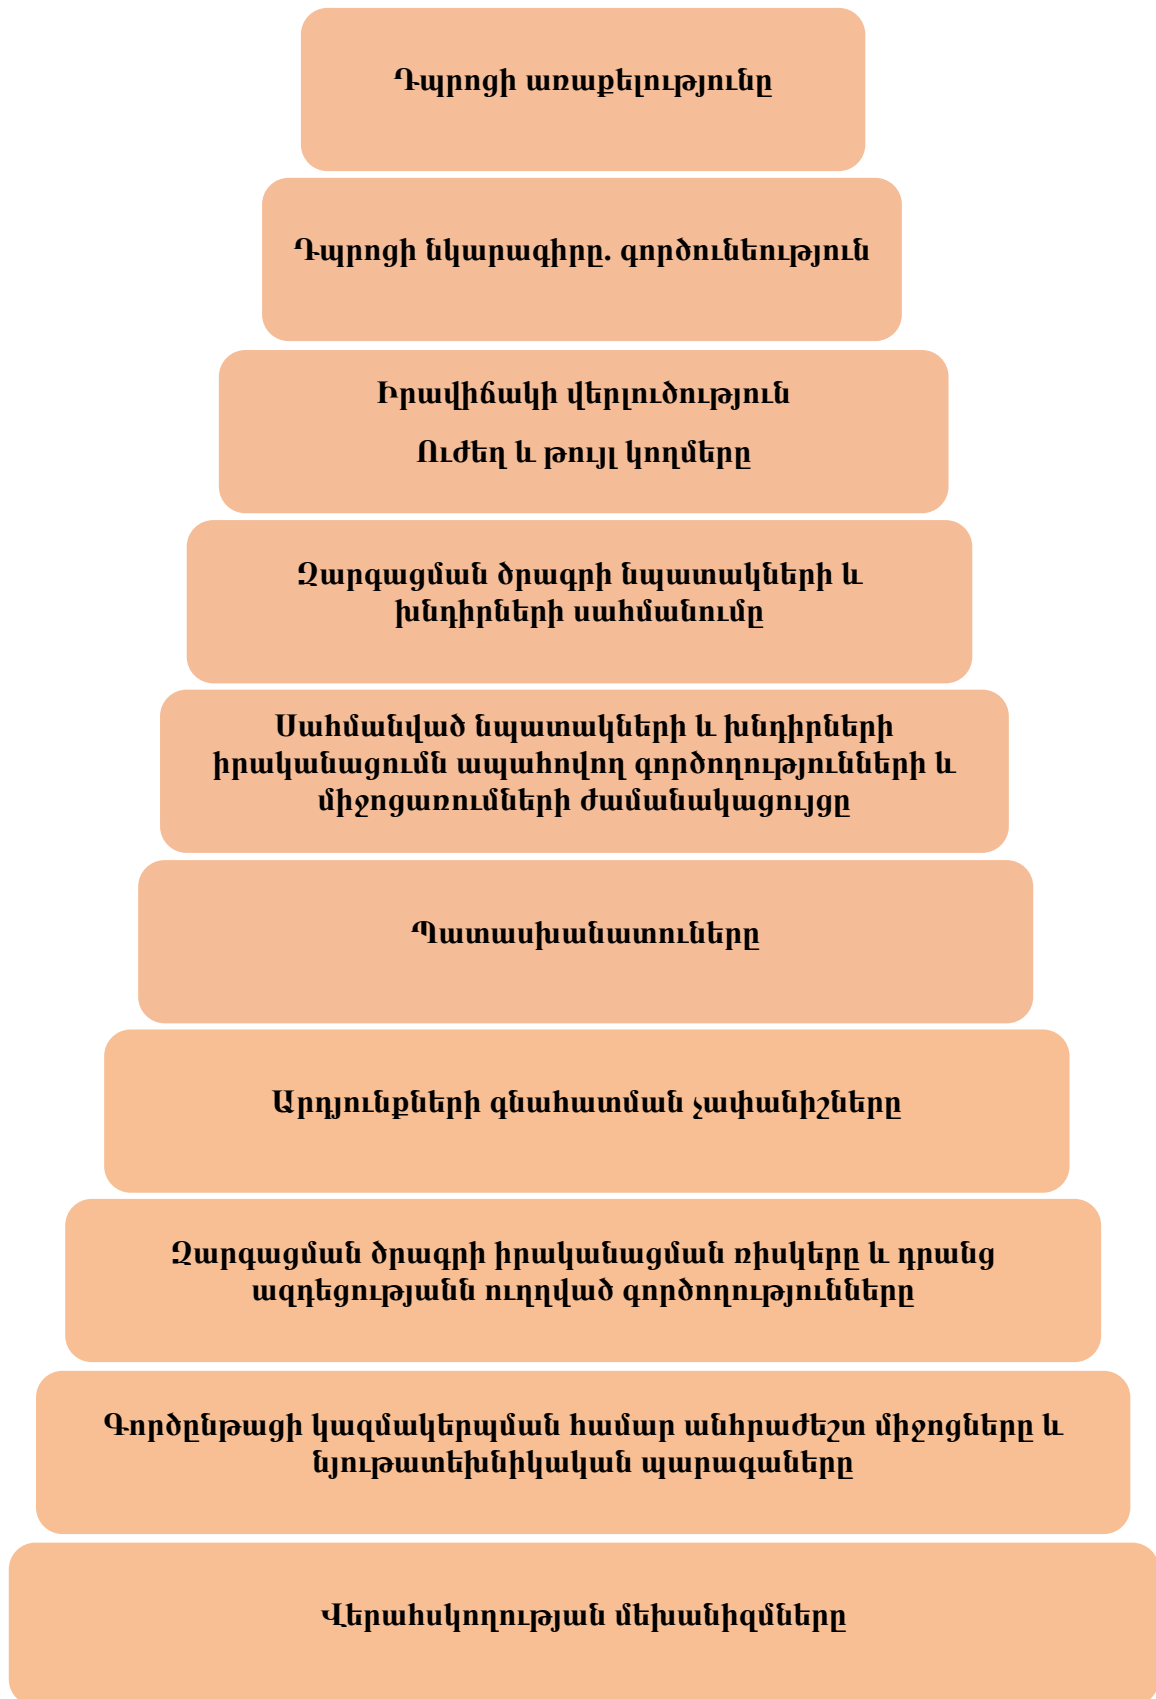 Դպրոցի առաքելությունը
Դպրոցի նկարագիրը. գործունեություն
Իրավիճակի վերլուծություն
Ուժեղ և թույլ կողմերը
Զարգացման ծրագրի նպատակների և
խնդիրների սահմանումը
Սահմանված նպատակների և խնդիրների
իրականացումն ապահովող գործողությունների և
միջոցառումների ժամանակացույցը
Պատասխանատուները
Արդյունքների գնահատման չափանիշները
Զարգացման ծրագրի իրականացման ռիսկերը և դրանց
ազդեցությանն ուղղված գործողությունները
Գործընթացի կազմակերպման համար անհրաժեշտ միջոցները և
նյութատեխնիկական պարագաները
Վերահսկողության մեխանիզմները